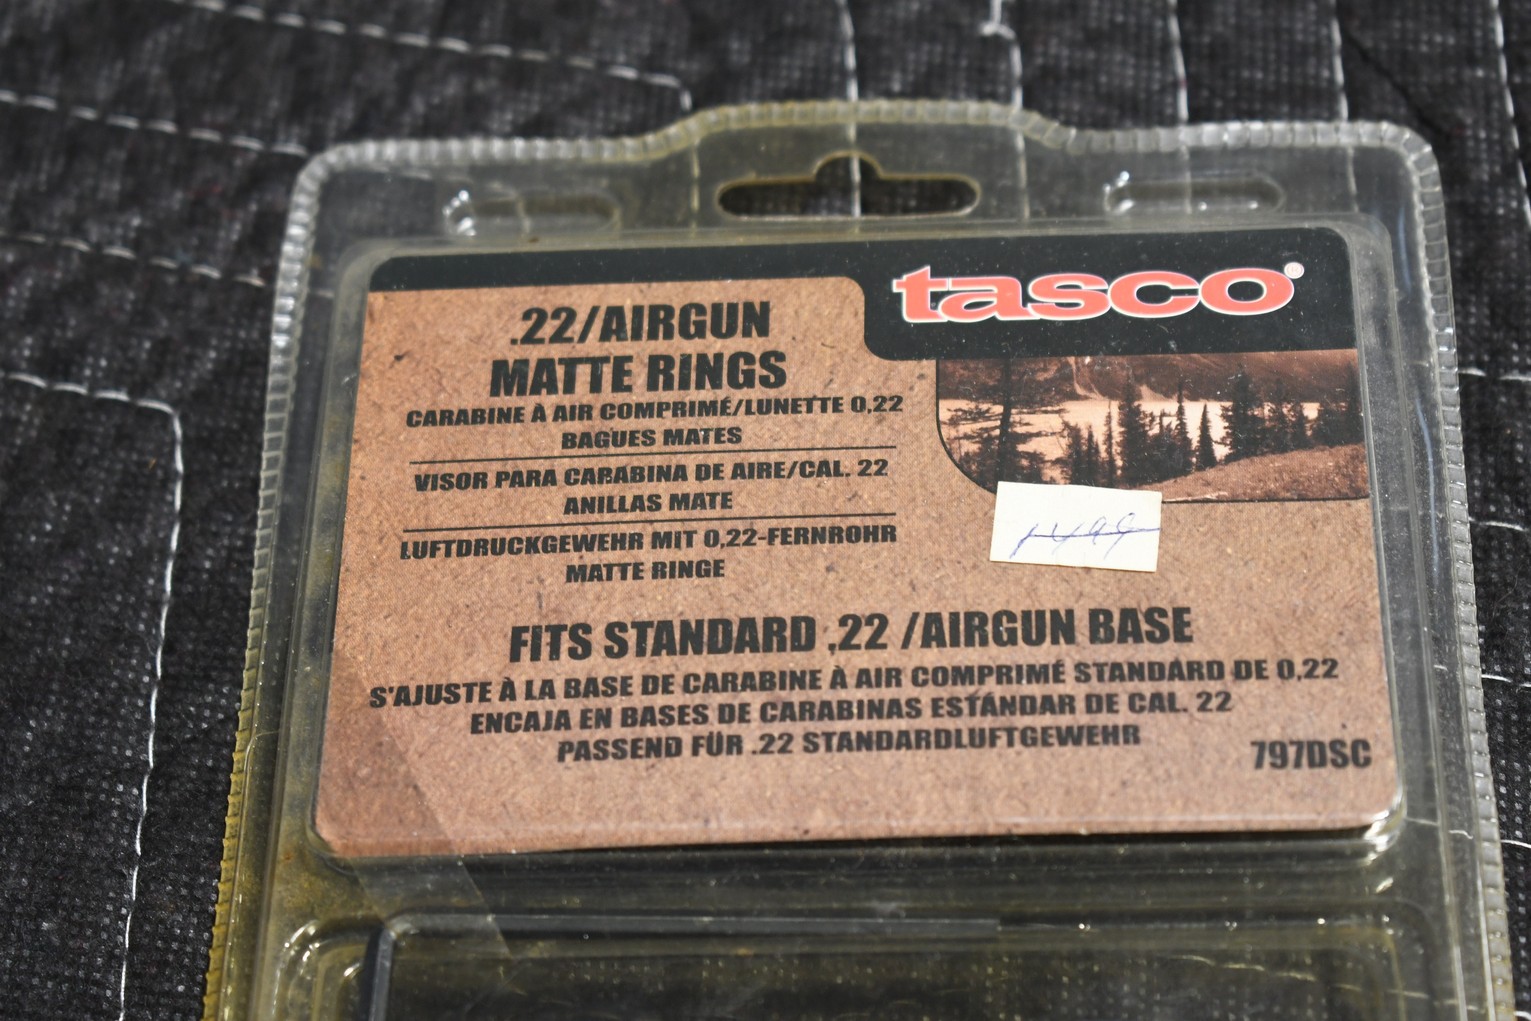 tasco®
.22/AIRGUN
MATTE RINGS
CARABINE À AIR COMPRIMÉ/LUNETTE 0,22
BAGUES MATES
VISOR PARA CARABINA DE AIRE/CAL. 22
ANILLAS MATE
LUFTDRUCKGEWEHR MIT 0,22-FERNROHR
MATTE RINGE
FITS STANDARD .22 /AIRGUN BASE
S'AJUSTE À LA BASE DE CARABINE À AIR COMPRIMÉ STANDARD DE 0,22
ENCAJA EN BASES DE CARABINAS ESTÁNDAR DE CAL. 22
PASSEND FÜR .22 STANDARDLUFTGEWEHR
797DSC